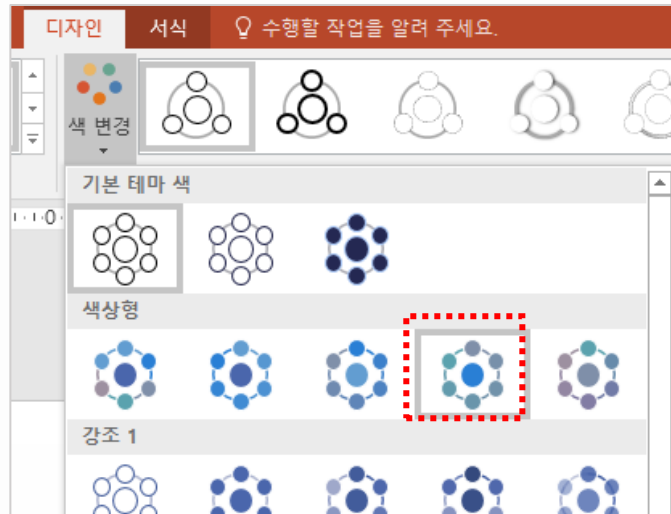 디자인 서식 수행할 작업을 알려 주세요.
색 변경
기본 테마 색
0
색상형
강조 1